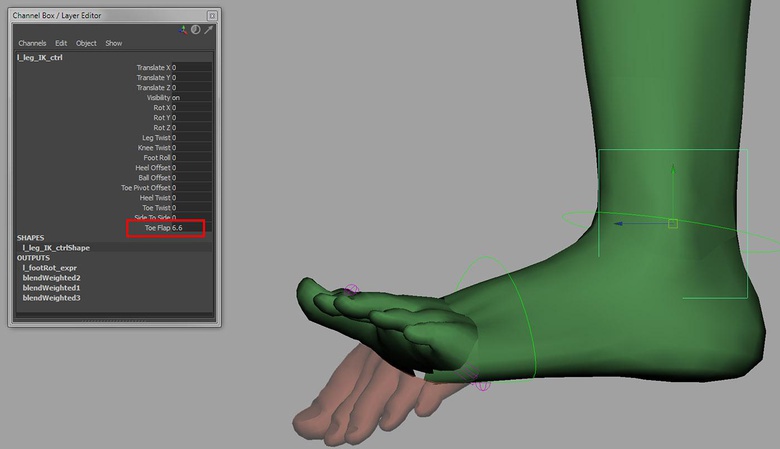 Channel Box / Layer Editor
Channels Edit Object Show
l_leg_IK_ctrl
Translate X 0
Translate Y 0
Translate Z 0
Visibility on
Rot X 0
Rot Y 0
Rot Z 0
Leg Twist 0
Knee Twist 0
Foot Roll 0
Heel Offset 0
Ball Offset 0
Toe Pivot Offset 0
Heel Twist 0
Toe Twist 0
Side To Side 0
Toe Flap 6.6
SHAPES
l_leg_IK_ctrlShape
OUTPUTS
l_footRot_expr
blendWeighted2
blendWeighted1
blendWeighted3